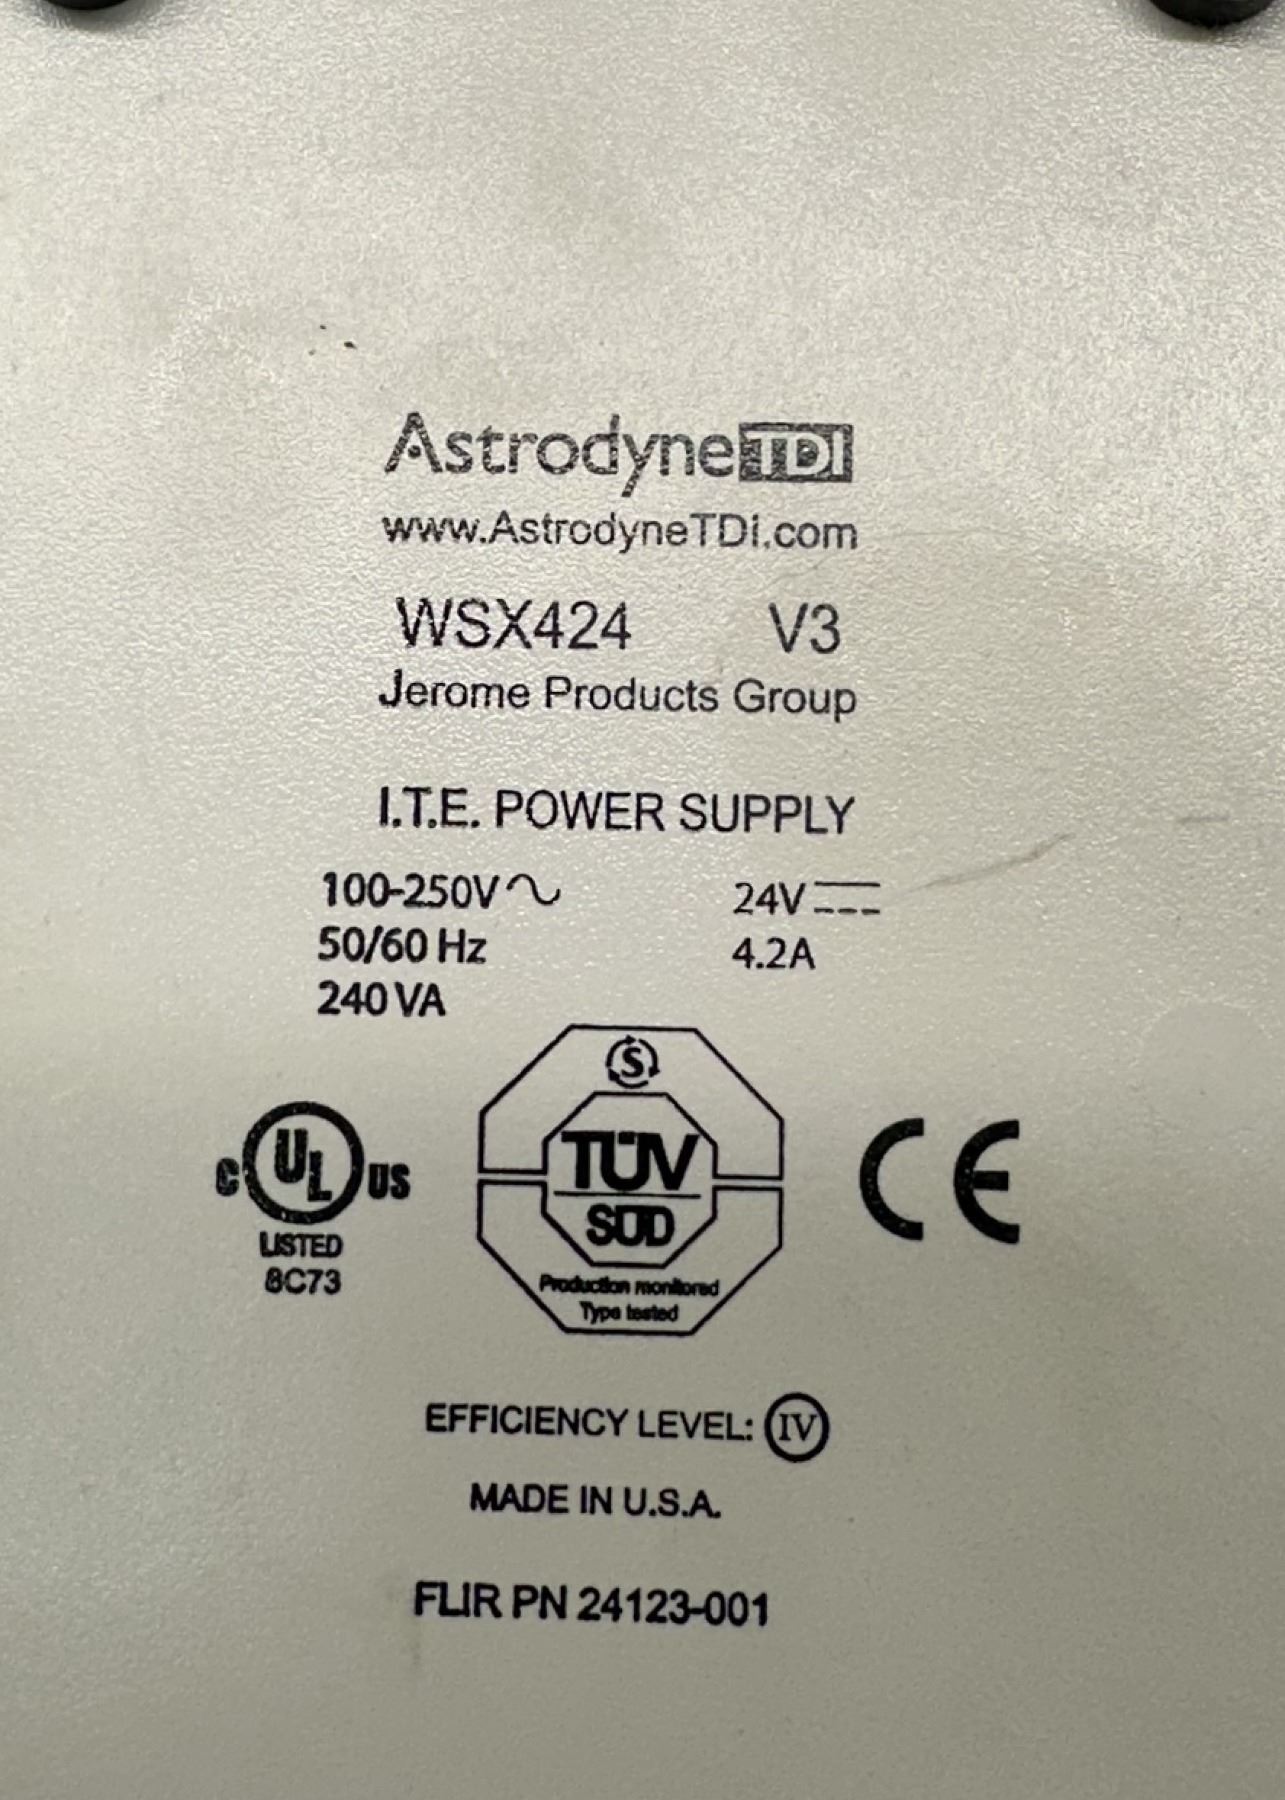 AstrodyneTDI
www.AstrodyneTDI.com
WSX424 V3
Jerome Products Group
I.T.E. POWER SUPPLY
100-250V 24V
50/60 Hz 4.2A
240 VA
S
TÜV
SÜD
Production monitored
Type tested
C UL US
LISTED
8C73
CE
EFFICIENCY LEVEL: IV
MADE IN U.S.A.
FLIR PN 24123-001